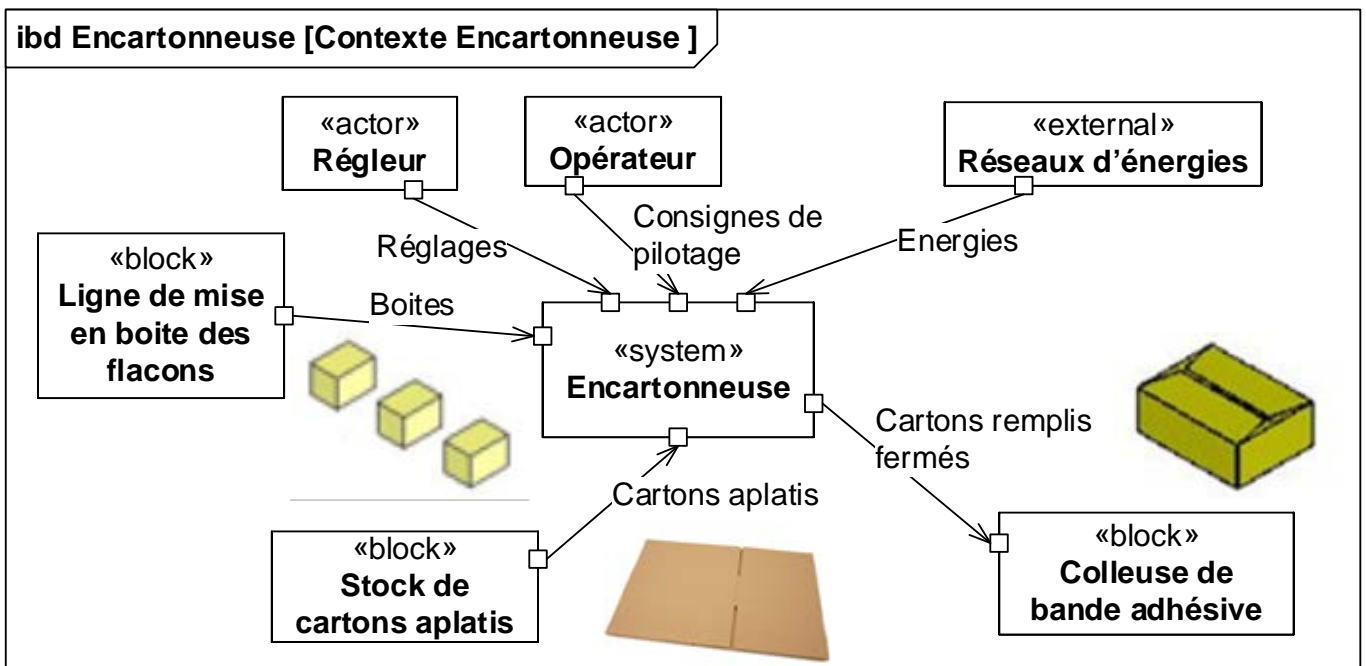 ibd Encartonneuse [Contexte Encartonneuse ]
«actor»
Régleur
«actor»
Opérateur
«external»
Réseaux d'énergies
Réglages
Consignes de
pilotage
Energies
«block»
Ligne de mise
en boite des
flacons
Boites
«system»
Encartonneuse
Cartons remplis
fermés
Cartons aplatis
«block»
Stock de
cartons aplatis
«block»
Colleuse de
bande adhésive